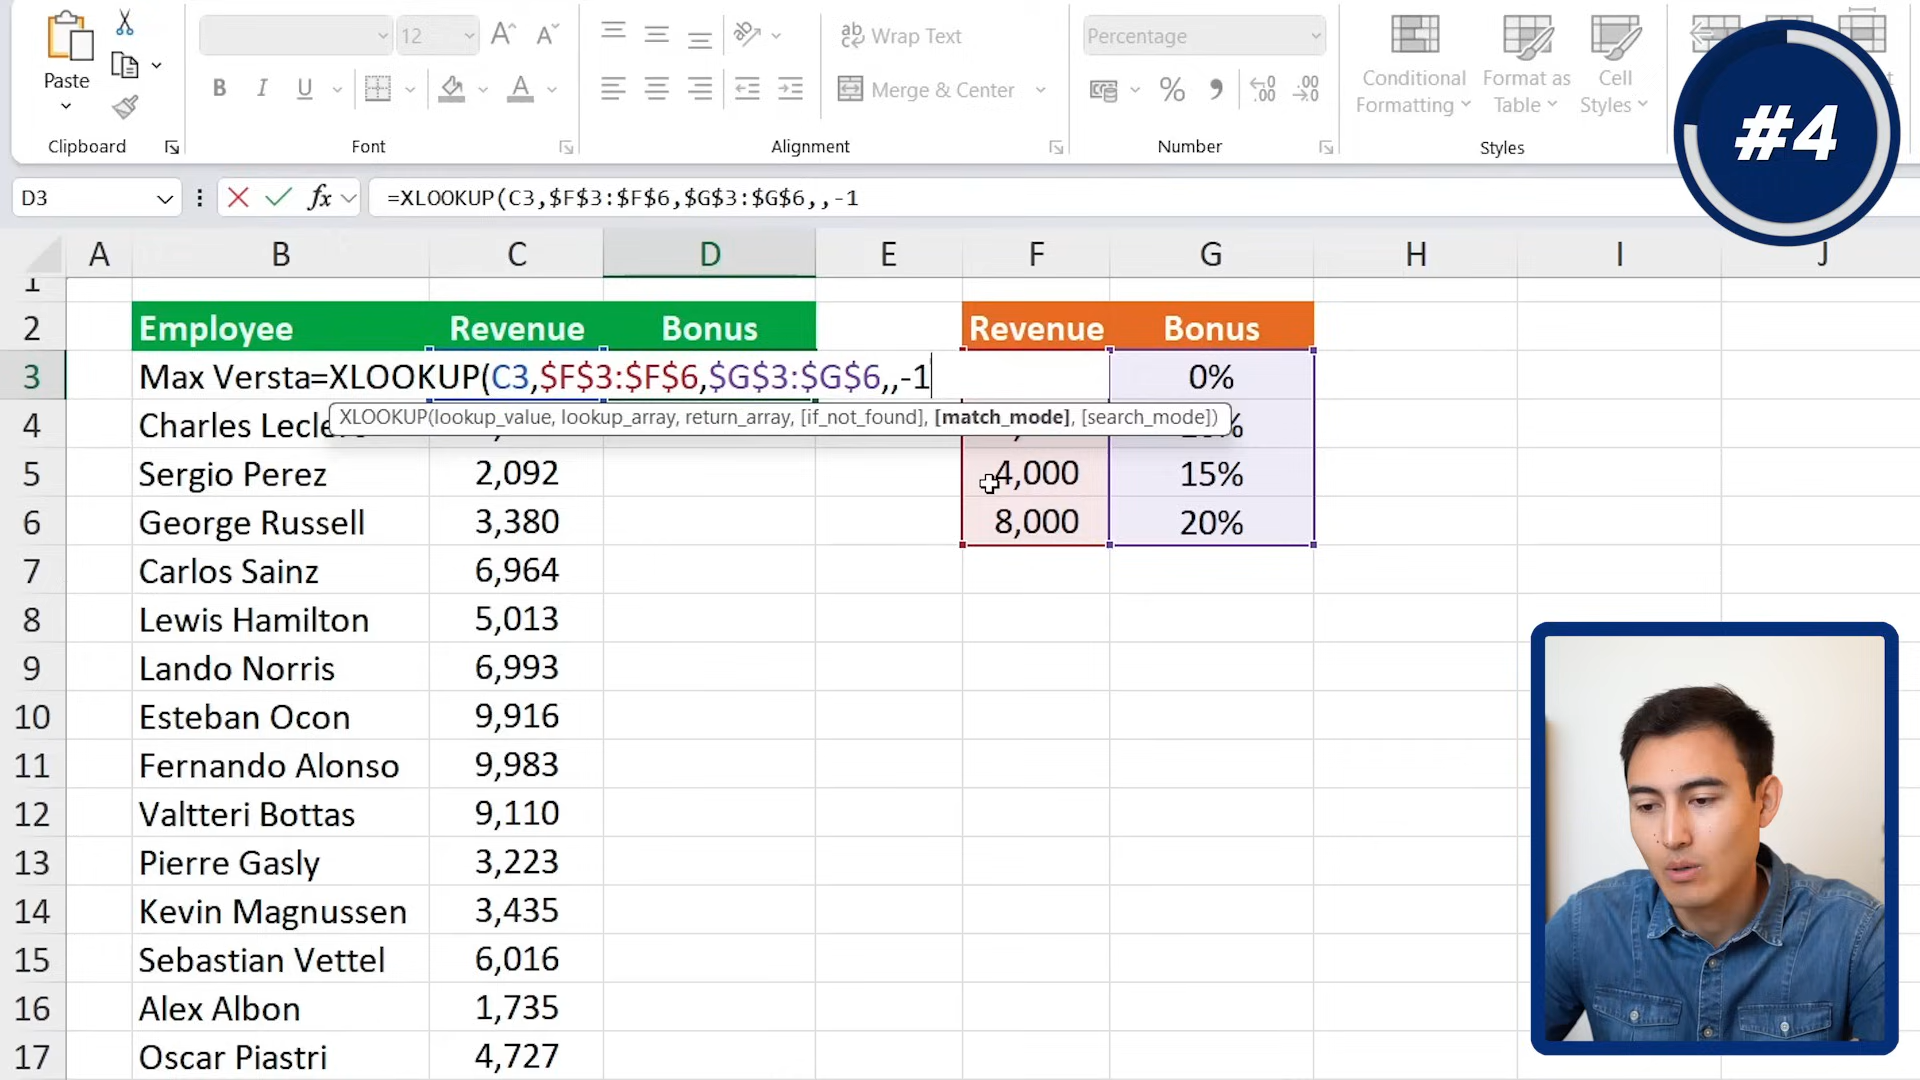 Paste
Clipboard
12
B I U
Font
Wrap Text
Merge & Center
Alignment
Percentage
Number
Conditional Formatting
Format as Table
Cell Styles
Styles
#4
D3
fx
=XLOOKUP(C3,$F$3:$F$6,$G$3:$G$6,,-1
A B C D E F G H I J
1
2 Employee Revenue Bonus Revenue Bonus
3 Max Versta=XLOOKUP(C3,$F$3:$F$6,$G$3:$G$6,,-1 0%
XLOOKUP(lookup_value, lookup_array, return_array, [if_not_found], [match_mode], [search_mode])
4 Charles
5 Sergio Perez 2,092 4,000 15%
6 George Russell 3,380 8,000 20%
7 Carlos Sainz 6,964
8 Lewis Hamilton 5,013
9 Lando Norris 6,993
10 Esteban Ocon 9,916
11 Fernando Alonso 9,983
12 Valtteri Bottas 9,110
13 Pierre Gasly 3,223
14 Kevin Magnussen 3,435
15 Sebastian Vettel 6,016
16 Alex Albon 1,735
17 Oscar Piastri 4,727